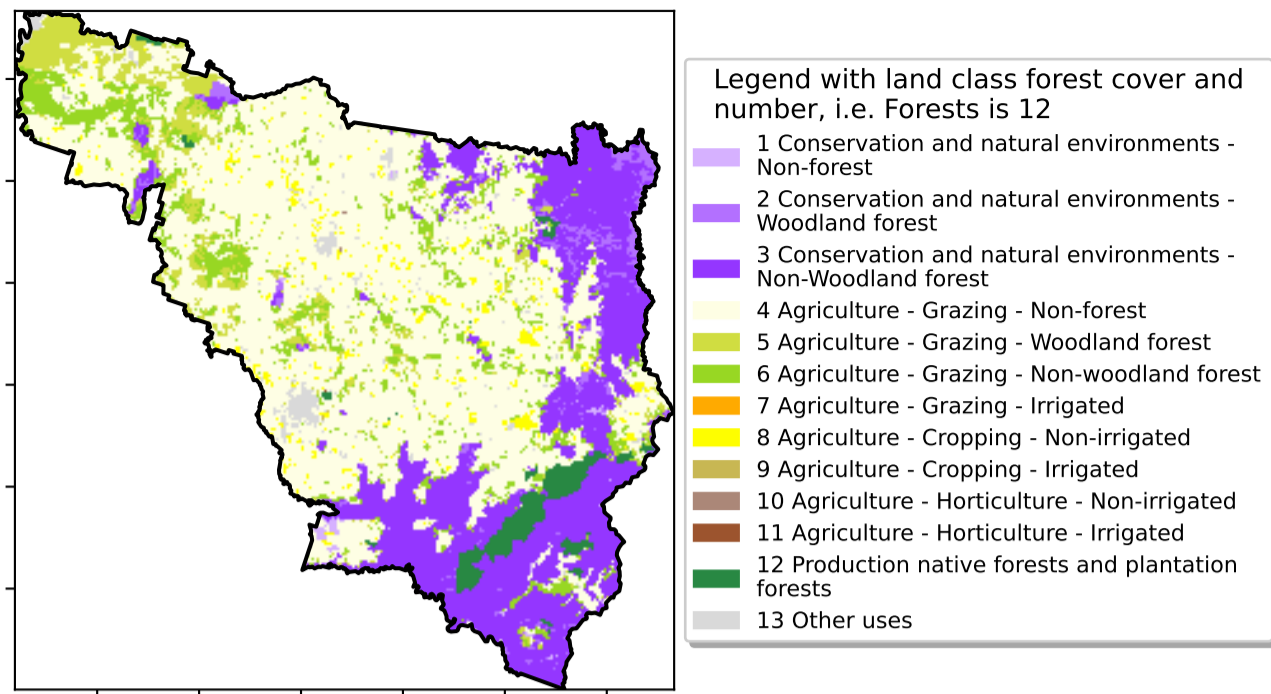 Legend with land class forest cover and
number, i.e. Forests is 12
1 Conservation and natural environments -
Non-forest
2 Conservation and natural environments -
Woodland forest
3 Conservation and natural environments -
Non-Woodland forest
4 Agriculture - Grazing - Non-forest
5 Agriculture - Grazing - Woodland forest
6 Agriculture - Grazing - Non-woodland forest
7 Agriculture - Grazing - Irrigated
8 Agriculture - Cropping - Non-irrigated
9 Agriculture - Cropping - Irrigated
10 Agriculture - Horticulture - Non-irrigated
11 Agriculture - Horticulture - Irrigated
12 Production native forests and plantation
forests
13 Other uses